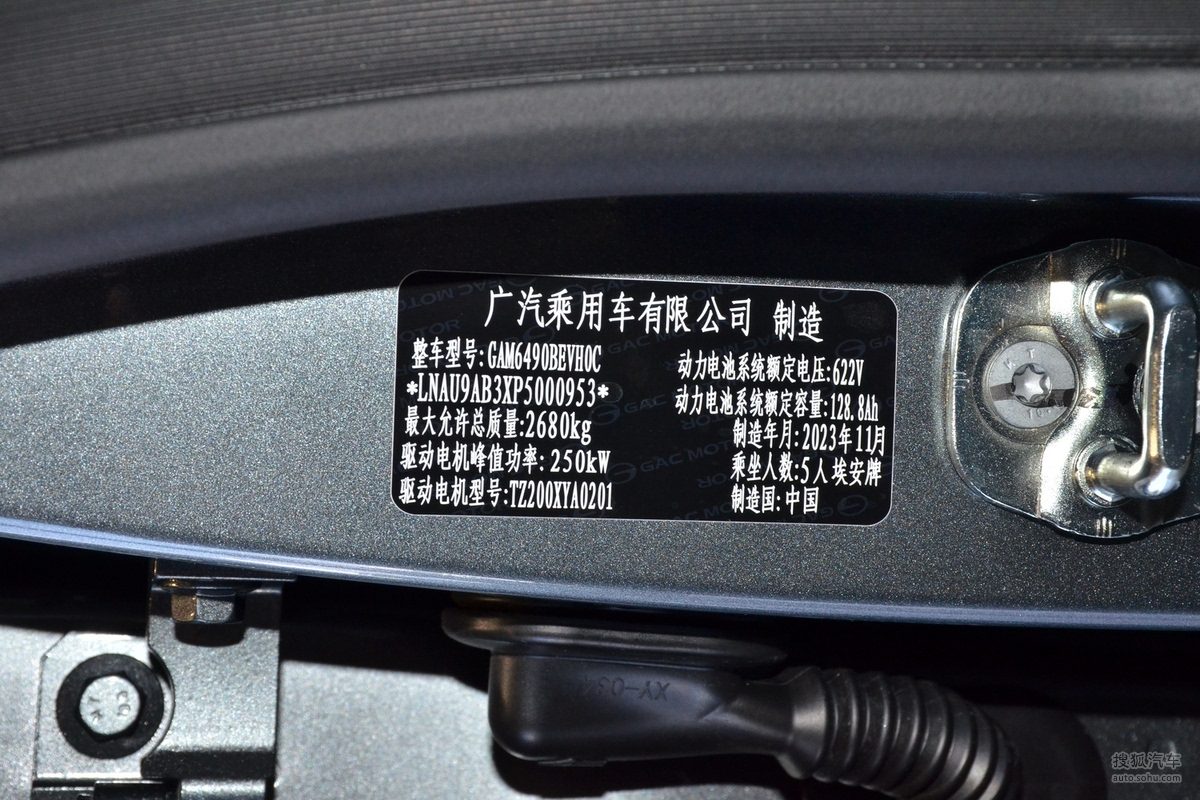 广汽乘用车有限公司 制造
整车型号:GAM6490BEVH0C
*LNAU9AB3XP5000953*
最大允许总质量:2680kg
驱动电机峰值功率:250kW
驱动电机型号:TZ200XYA0201
动力电池系统额定电压:622V
动力电池系统额定容量:128.8Ah
制造年月:2023年11月
乘坐人数:5人 埃安牌
制造国:中国
GAC MOTOR
搜狐汽车
auto.sohu.com